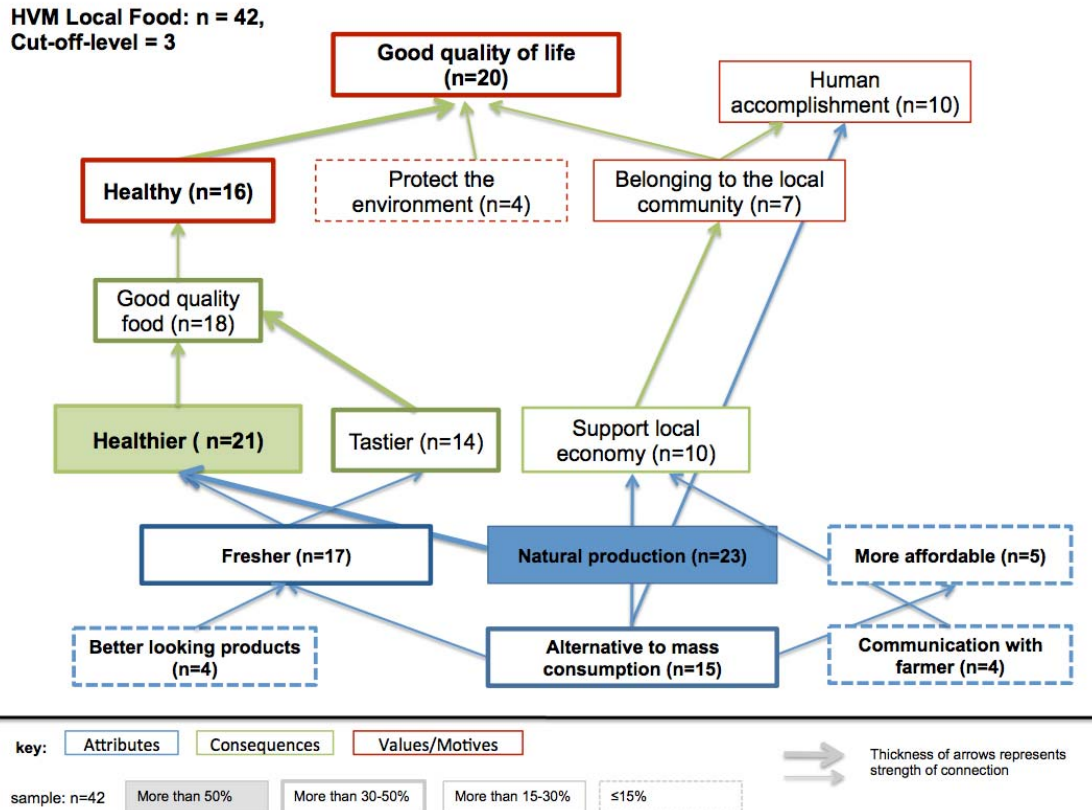 HVM Local Food: n = 42,
Cut-off-level = 3
Good quality of life
(n=20)
Human
accomplishment (n=10)
Healthy (n=16)
Protect the
environment (n=4)
Belonging to the local
community (n=7)
Good quality
food (n=18)
Healthier ( n=21)
Tastier (n=14)
Support local
economy (n=10)
Fresher (n=17)
Natural production (n=23)
More affordable (n=5)
Better looking products
(n=4)
Alternative to mass
consumption (n=15)
Communication with
farmer (n=4)
key:
Attributes
Consequences
Values/Motives
Thickness of arrows represents
strength of connection
sample: n=42
More than 50%
More than 30-50%
More than 15-30%
≤15%